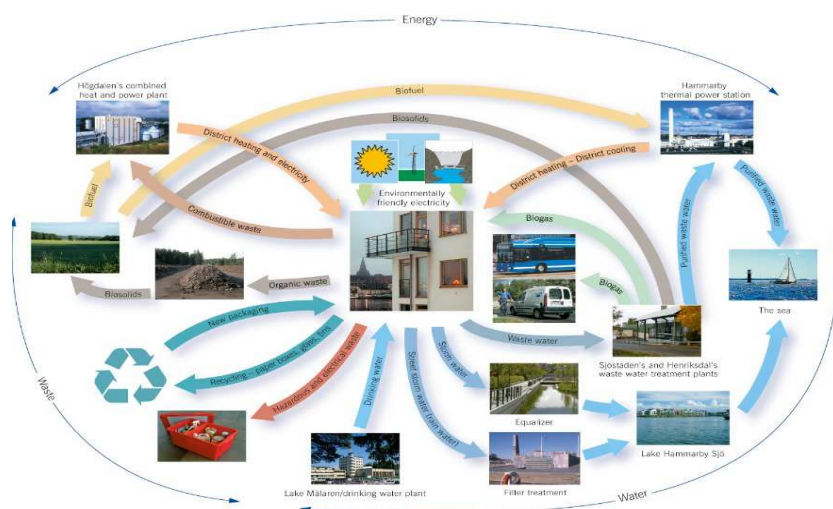 Energy
Högdalen's combined
heat and power plant
Hammarby
thermal power station
Biofuel
Biosolids
District heating and electricity
District heating – District cooling
Environmentally
friendly electricity
Biofuel
Combustible waste
Biogas
Purified waste water
Purified waste water
Biosolids
Organic waste
Biogas
The sea
New packaging
Waste water
Sjöstaden's and Henriksdal's
waste water treatment plants
Recycling – paper boxes, glass, tins
Hazardous and electrical waste
Drinking water
Storm water
Street storm water (rain water)
Equalizer
Lake Hammarby Sjö
Waste
Lake Mälaren/drinking water plant
Filter treatment
Water